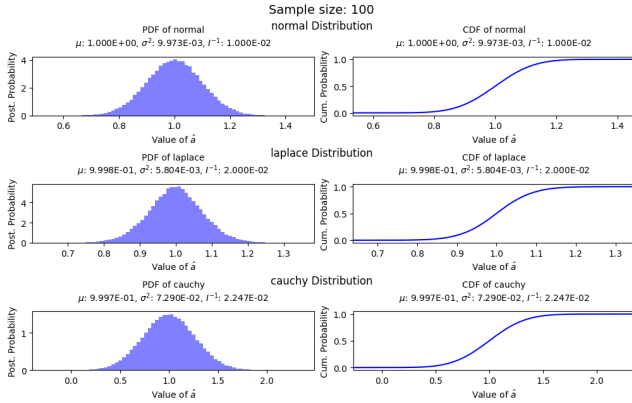 Sample size: 100
normal Distribution
PDF of normal
μ: 1.000E+00, σ²: 9.973E-03, I⁻¹: 1.000E-02
Post. Probability
4
2
0
0.6 0.8 1.0 1.2 1.4
Value of â
CDF of normal
μ: 1.000E+00, σ²: 9.973E-03, I⁻¹: 1.000E-02
Cum. Probability
1.0
0.5
0.0
0.6 0.8 1.0 1.2 1.4
Value of â
laplace Distribution
PDF of laplace
μ: 9.998E-01, σ²: 5.804E-03, I⁻¹: 2.000E-02
Post. Probability
4
2
0
0.7 0.8 0.9 1.0 1.1 1.2 1.3
Value of â
CDF of laplace
μ: 9.998E-01, σ²: 5.804E-03, I⁻¹: 2.000E-02
Cum. Probability
1.0
0.5
0.0
0.7 0.8 0.9 1.0 1.1 1.2 1.3
Value of â
cauchy Distribution
PDF of cauchy
μ: 9.997E-01, σ²: 7.290E-02, I⁻¹: 2.247E-02
Post. Probability
1
0
0.0 0.5 1.0 1.5 2.0
Value of â
CDF of cauchy
μ: 9.997E-01, σ²: 7.290E-02, I⁻¹: 2.247E-02
Cum. Probability
1.0
0.5
0.0
0.0 0.5 1.0 1.5 2.0
Value of â